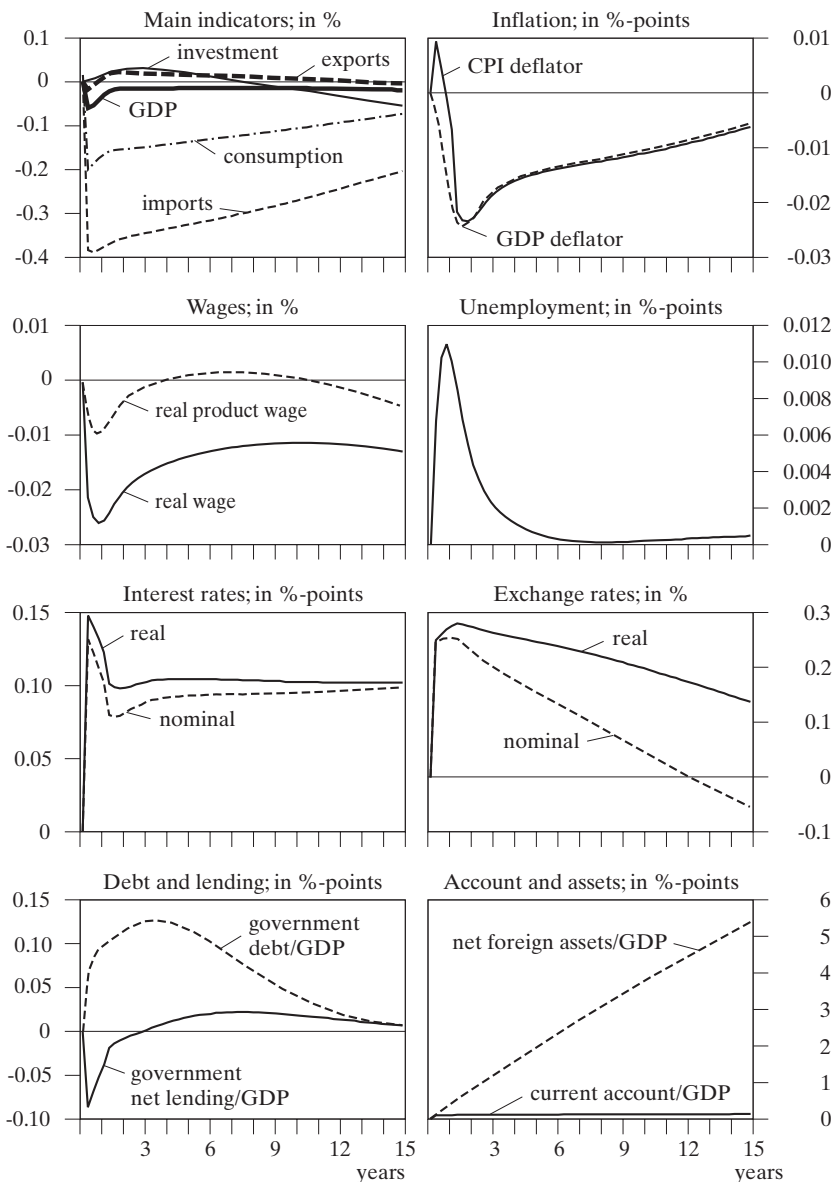 Main indicators; in %
0.1
0
-0.1
-0.2
-0.3
-0.4
investment
exports
GDP
consumption
imports
Inflation; in %-points
0.01
0
-0.01
-0.02
-0.03
CPI deflator
GDP deflator
Wages; in %
0.01
0
-0.01
-0.02
-0.03
real product wage
real wage
Unemployment; in %-points
0.012
0.010
0.008
0.006
0.004
0.002
0
Interest rates; in %-points
0.15
0.10
0.05
0
real
nominal
Exchange rates; in %
0.3
0.2
0.1
0
-0.1
real
nominal
Debt and lending; in %-points
0.15
0.10
0.05
0
-0.05
-0.10
government
debt/GDP
government
net lending/GDP
3 6 9 12 15
years
Account and assets; in %-points
6
5
4
3
2
1
0
net foreign assets/GDP
current account/GDP
3 6 9 12 15
years